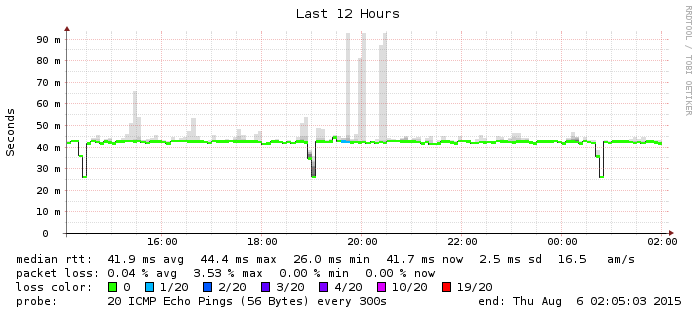 Last 12 Hours
RRDTOOL / TOBI OETIKER
Seconds
90 m
80 m
70 m
60 m
50 m
40 m
30 m
20 m
10 m
0
16:00 18:00 20:00 22:00 00:00 02:00
median rtt: 41.9 ms avg 44.4 ms max 26.0 ms min 41.7 ms now 2.5 ms sd 16.5 am/s
packet loss: 0.04 % avg 3.53 % max 0.00 % min 0.00 % now
loss color: 0 1/20 2/20 3/20 4/20 10/20 19/20
probe: 20 ICMP Echo Pings (56 Bytes) every 300s end: Thu Aug 6 02:05:03 2015